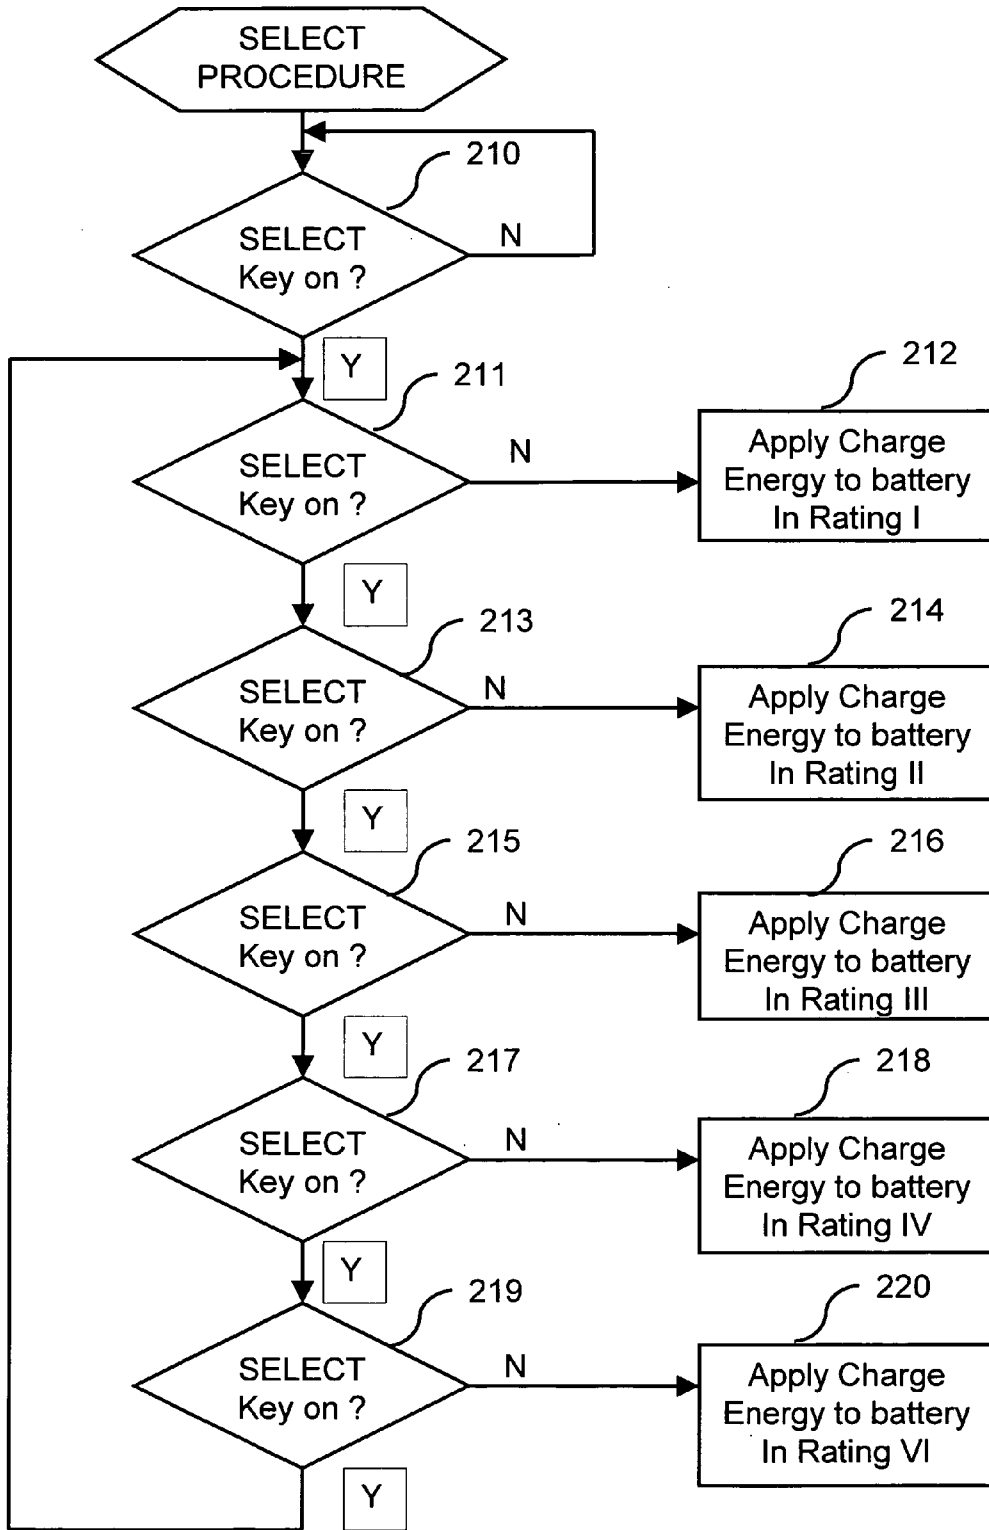 SELECT
PROCEDURE
210
SELECT
Key on ?
N
Y
211
212
SELECT
Key on ?
N
Apply Charge
Energy to battery
In Rating I
Y
213
214
SELECT
Key on ?
N
Apply Charge
Energy to battery
In Rating II
Y
215
216
SELECT
Key on ?
N
Apply Charge
Energy to battery
In Rating III
Y
217
218
SELECT
Key on ?
N
Apply Charge
Energy to battery
In Rating IV
Y
219
220
SELECT
Key on ?
N
Apply Charge
Energy to battery
In Rating VI
Y